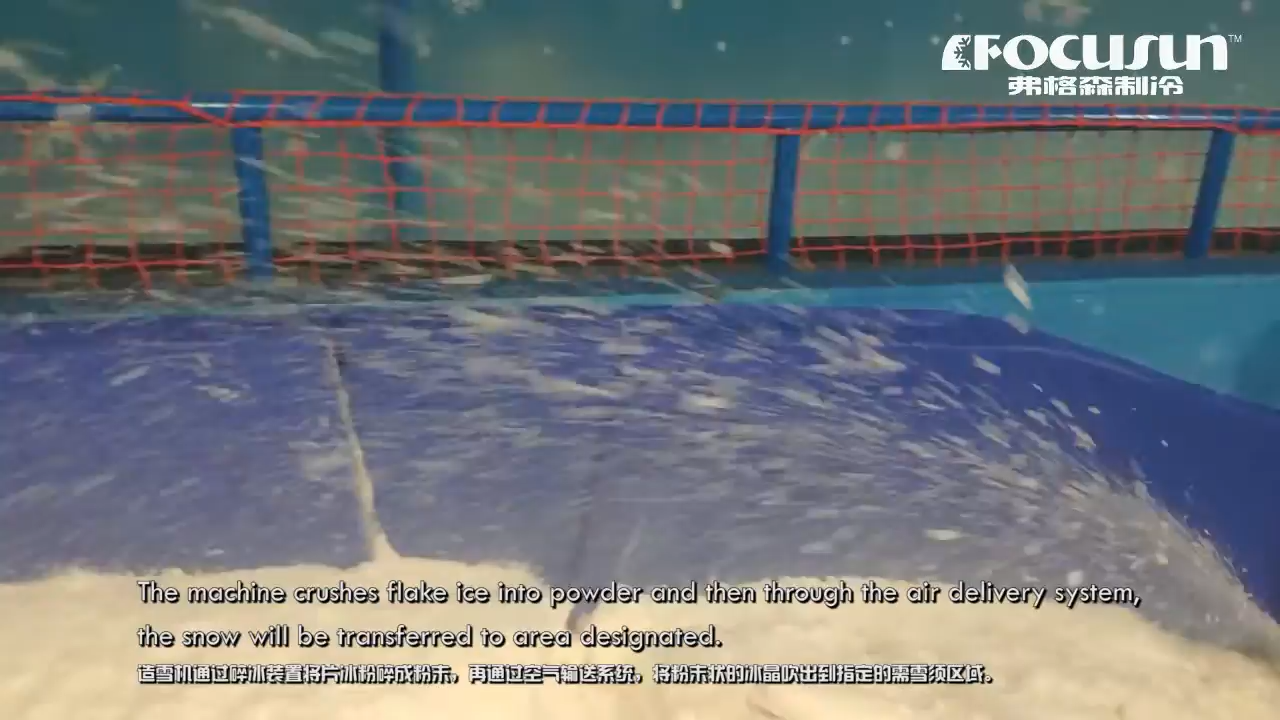 FOCUSUN™
弗格森制冷
The machine crushes flake ice into powder and then through the air delivery system,
the snow will be transferred to area designated.
造雪机通过碎冰装置将片冰粉碎成粉末，再通过空气输送系统，将粉末状的冰晶吹出到指定的需雪须区域。